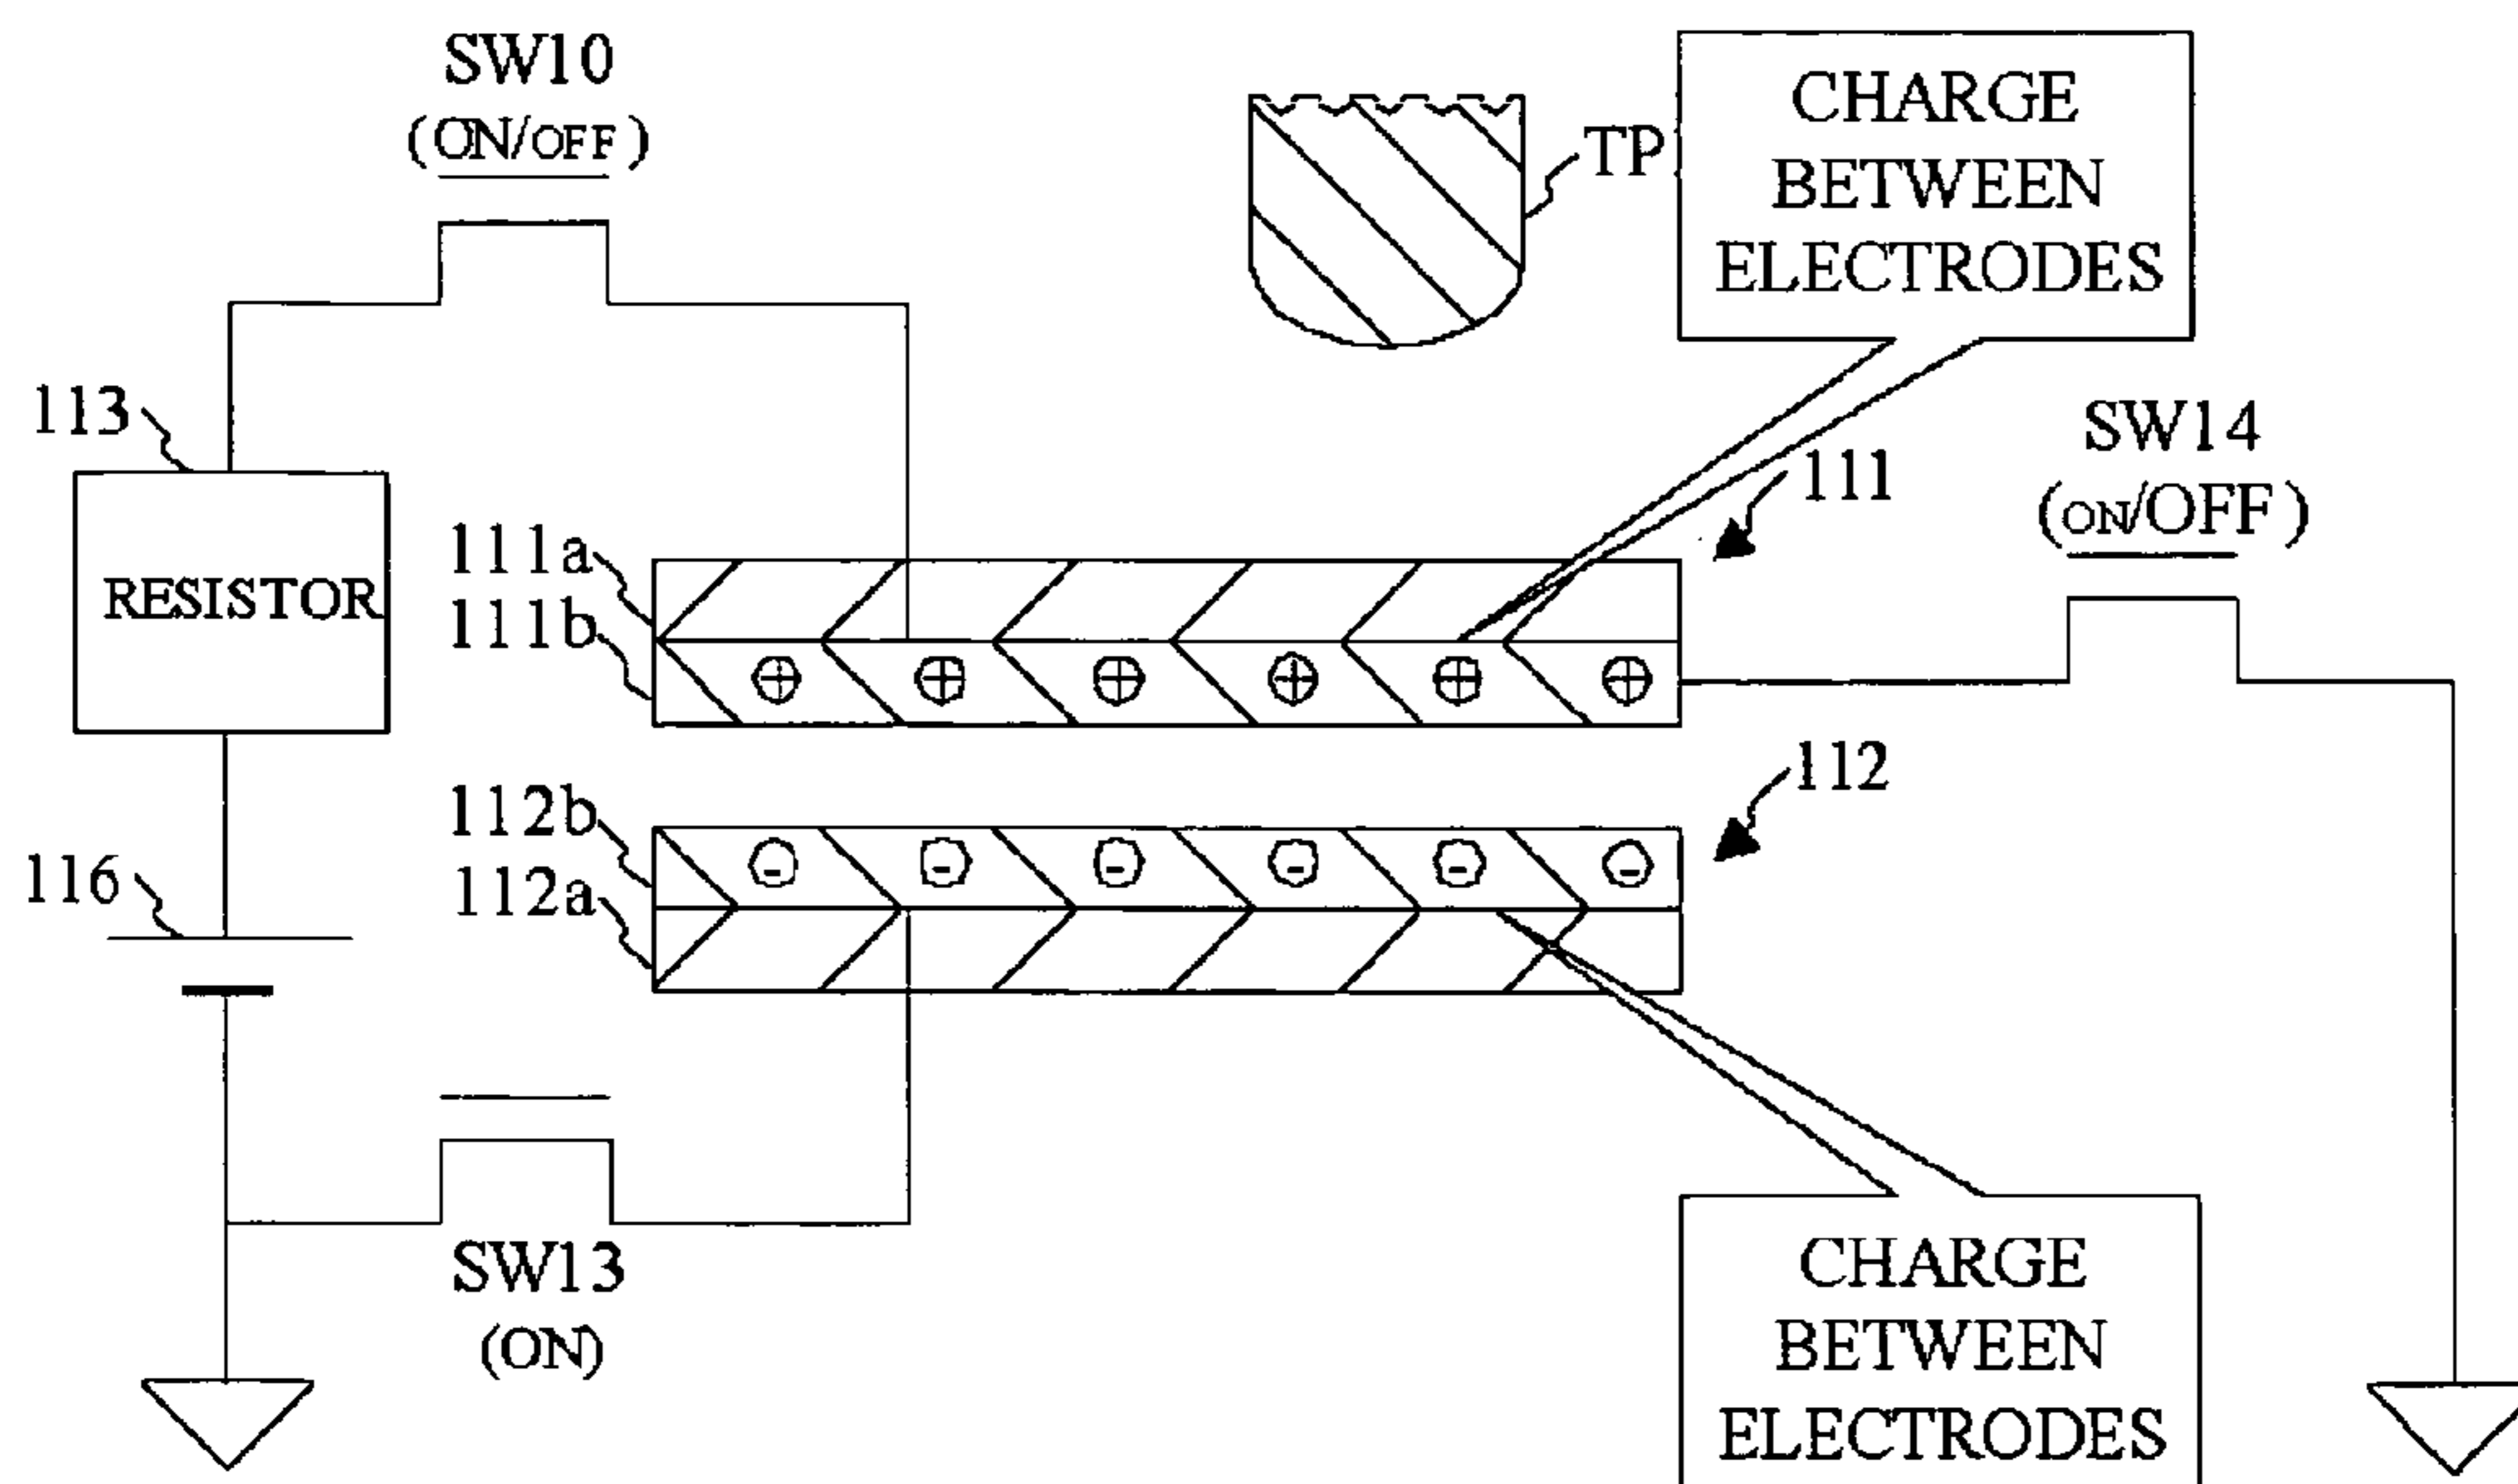 SW10
(ON/OFF)
TP
CHARGE
BETWEEN
ELECTRODES
113
SW14
(ON/OFF)
111
111a
111b
RESISTOR
112
112b
112a
116
SW13
(ON)
CHARGE
BETWEEN
ELECTRODES